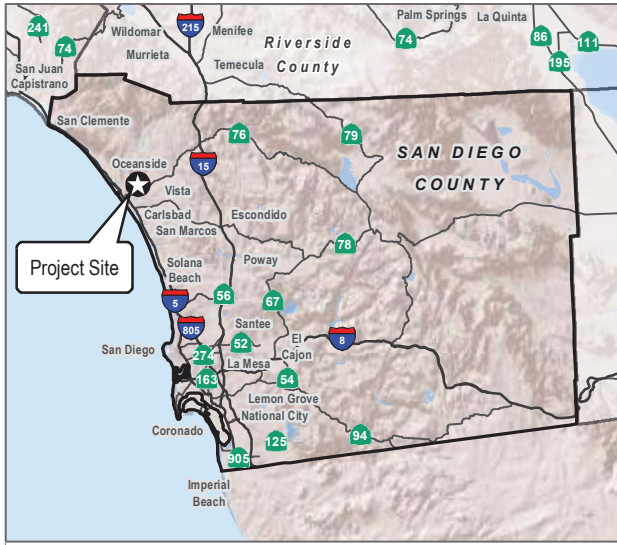 241
74
San Juan
Capistrano
Wildomar
Murrieta
215
Menifee
Temecula
Riverside
County
Palm Springs
74
La Quinta
86
111
195
San Clemente
76
79
15
SAN DIEGO
COUNTY
Oceanside
Vista
Carlsbad
San Marcos
Escondido
Project Site
78
Solana
Beach
Poway
5
56
67
805
Santee
El
Cajon
8
San Diego
274
52
La Mesa
163
54
Lemon Grove
National City
Coronado
125
94
905
Imperial
Beach